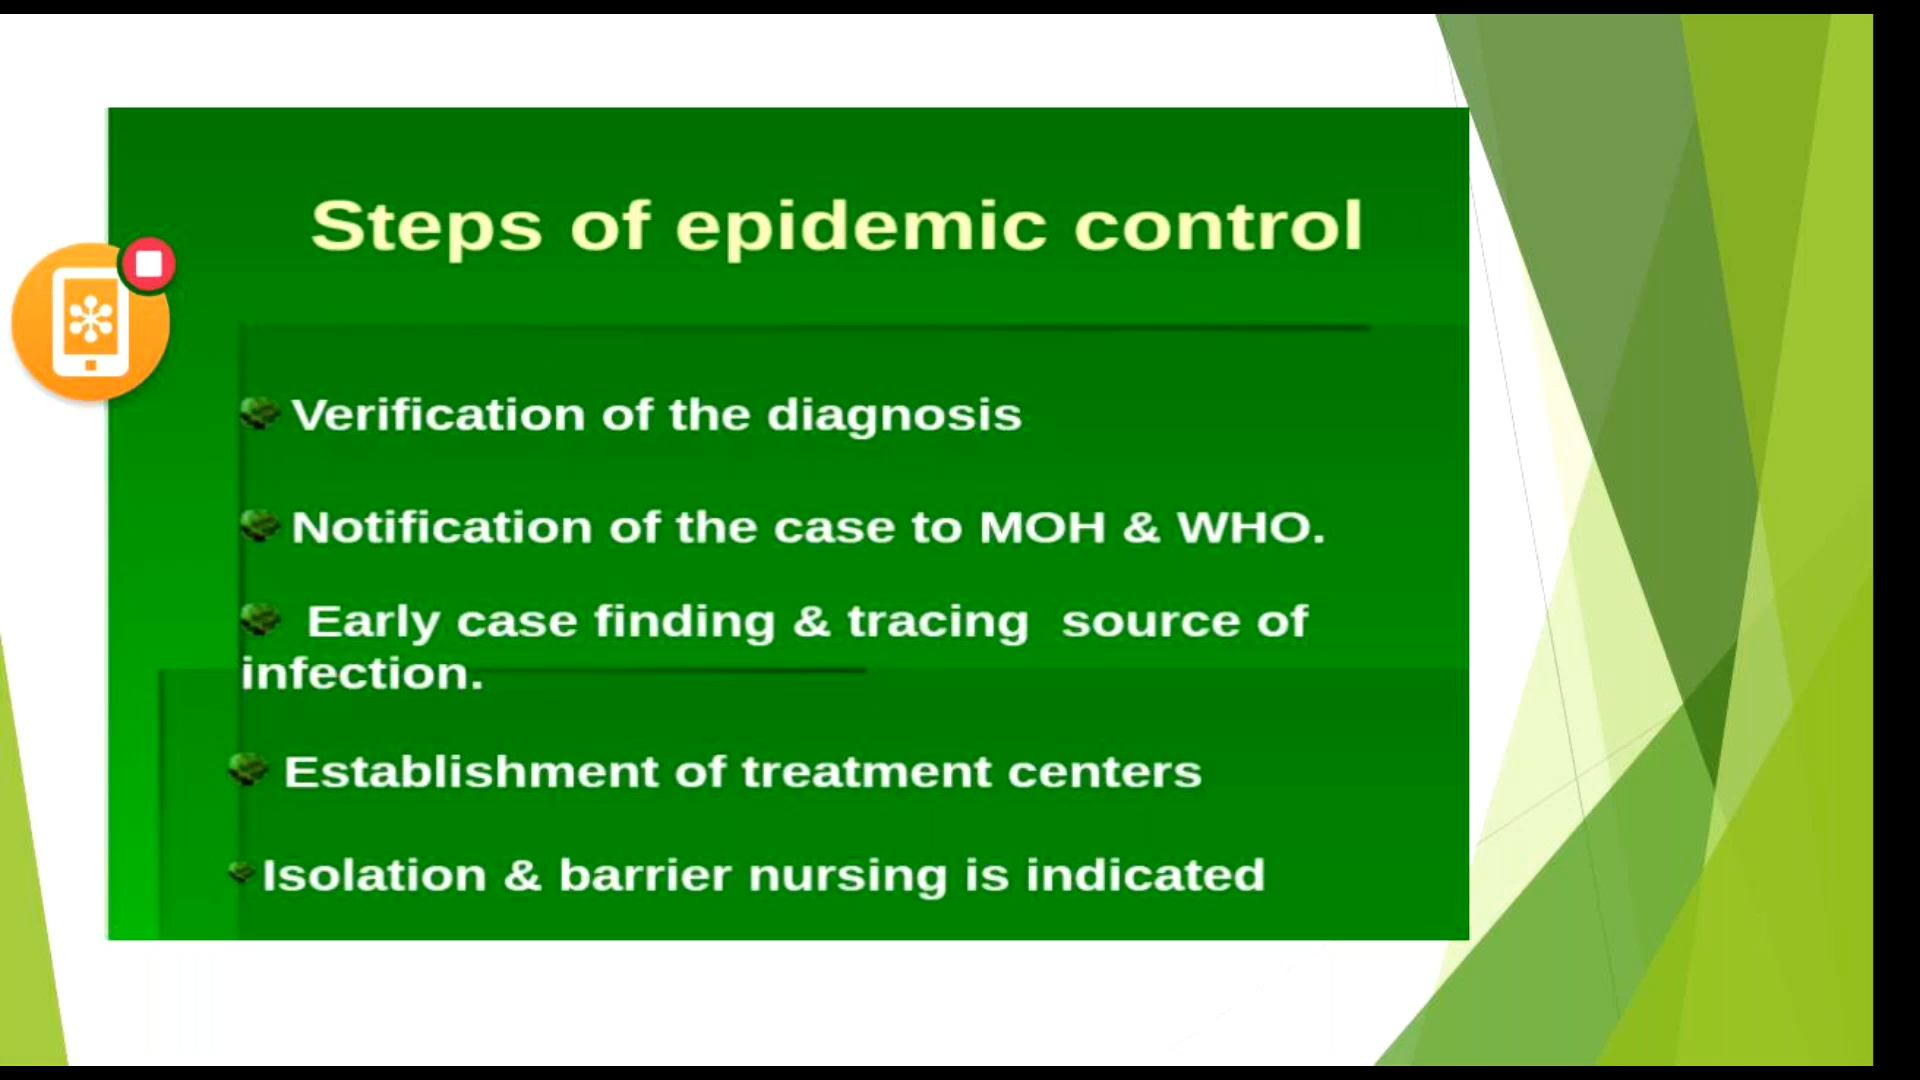 Steps of epidemic control
Verification of the diagnosis
Notification of the case to MOH & WHO.
Early case finding & tracing source of
infection.
Establishment of treatment centers
Isolation & barrier nursing is indicated